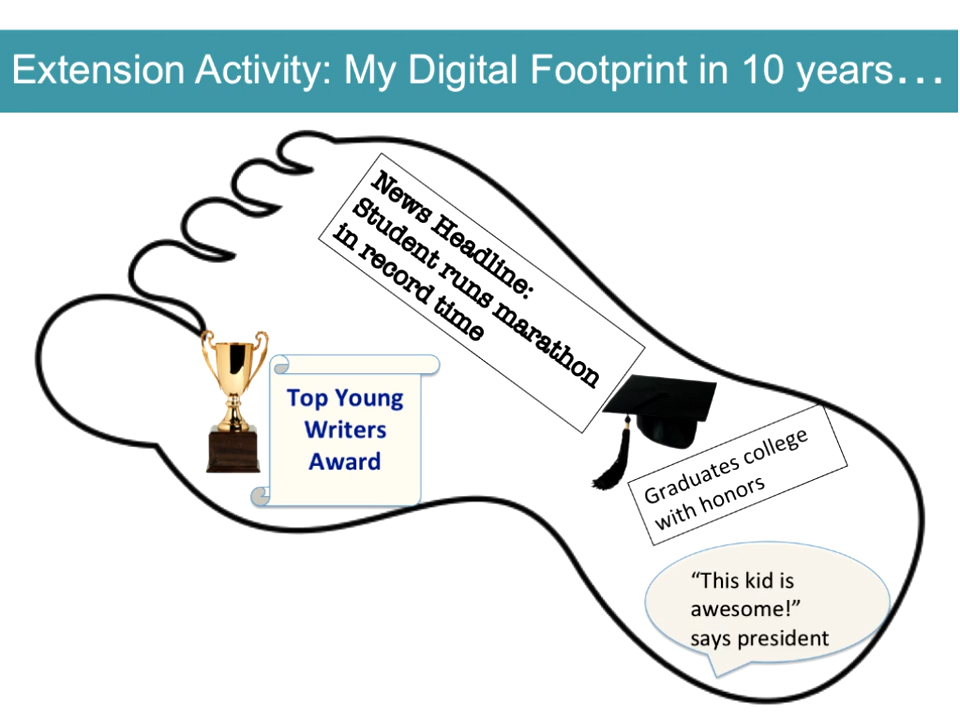 Extension Activity: My Digital Footprint in 10 years...
News Headline:
Student runs marathon
in record time
Top Young
Writers
Award
Graduates college
with honors
“This kid is
awesome!”
says president